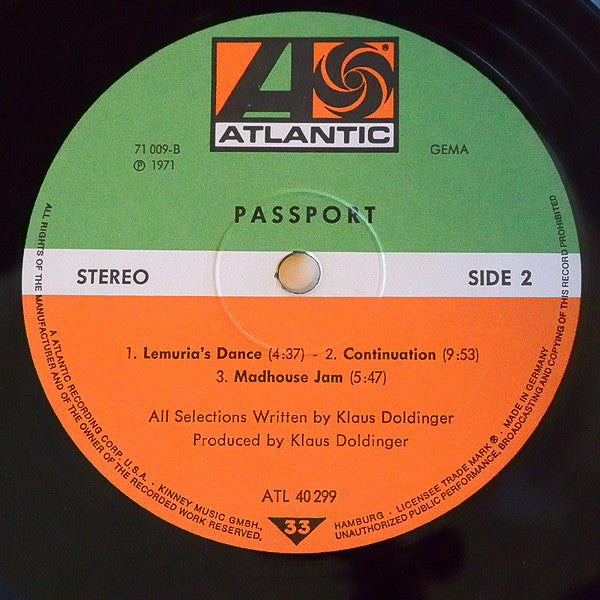 ATLANTIC
®
71 009-B
℗ 1971
GEMA
PASSPORT
STEREO
SIDE 2
1. Lemuria's Dance (4:37) - 2. Continuation (9:53)
3. Madhouse Jam (5:47)
All Selections Written by Klaus Doldinger
Produced by Klaus Doldinger
ATL 40 299
33
ALL RIGHTS OF THE MANUFACTURER AND OF THE OWNER OF THE RECORDED WORK RESERVED,
UNAUTHORIZED PUBLIC PERFORMANCE, BROADCASTING AND COPYING OF THIS RECORD PROHIBITED
A ATLANTIC RECORDING CORP. U.S.A. · KINNEY MUSIC GMBH.,
HAMBURG · LICENSEE TRADE MARK ® · MADE IN GERMANY